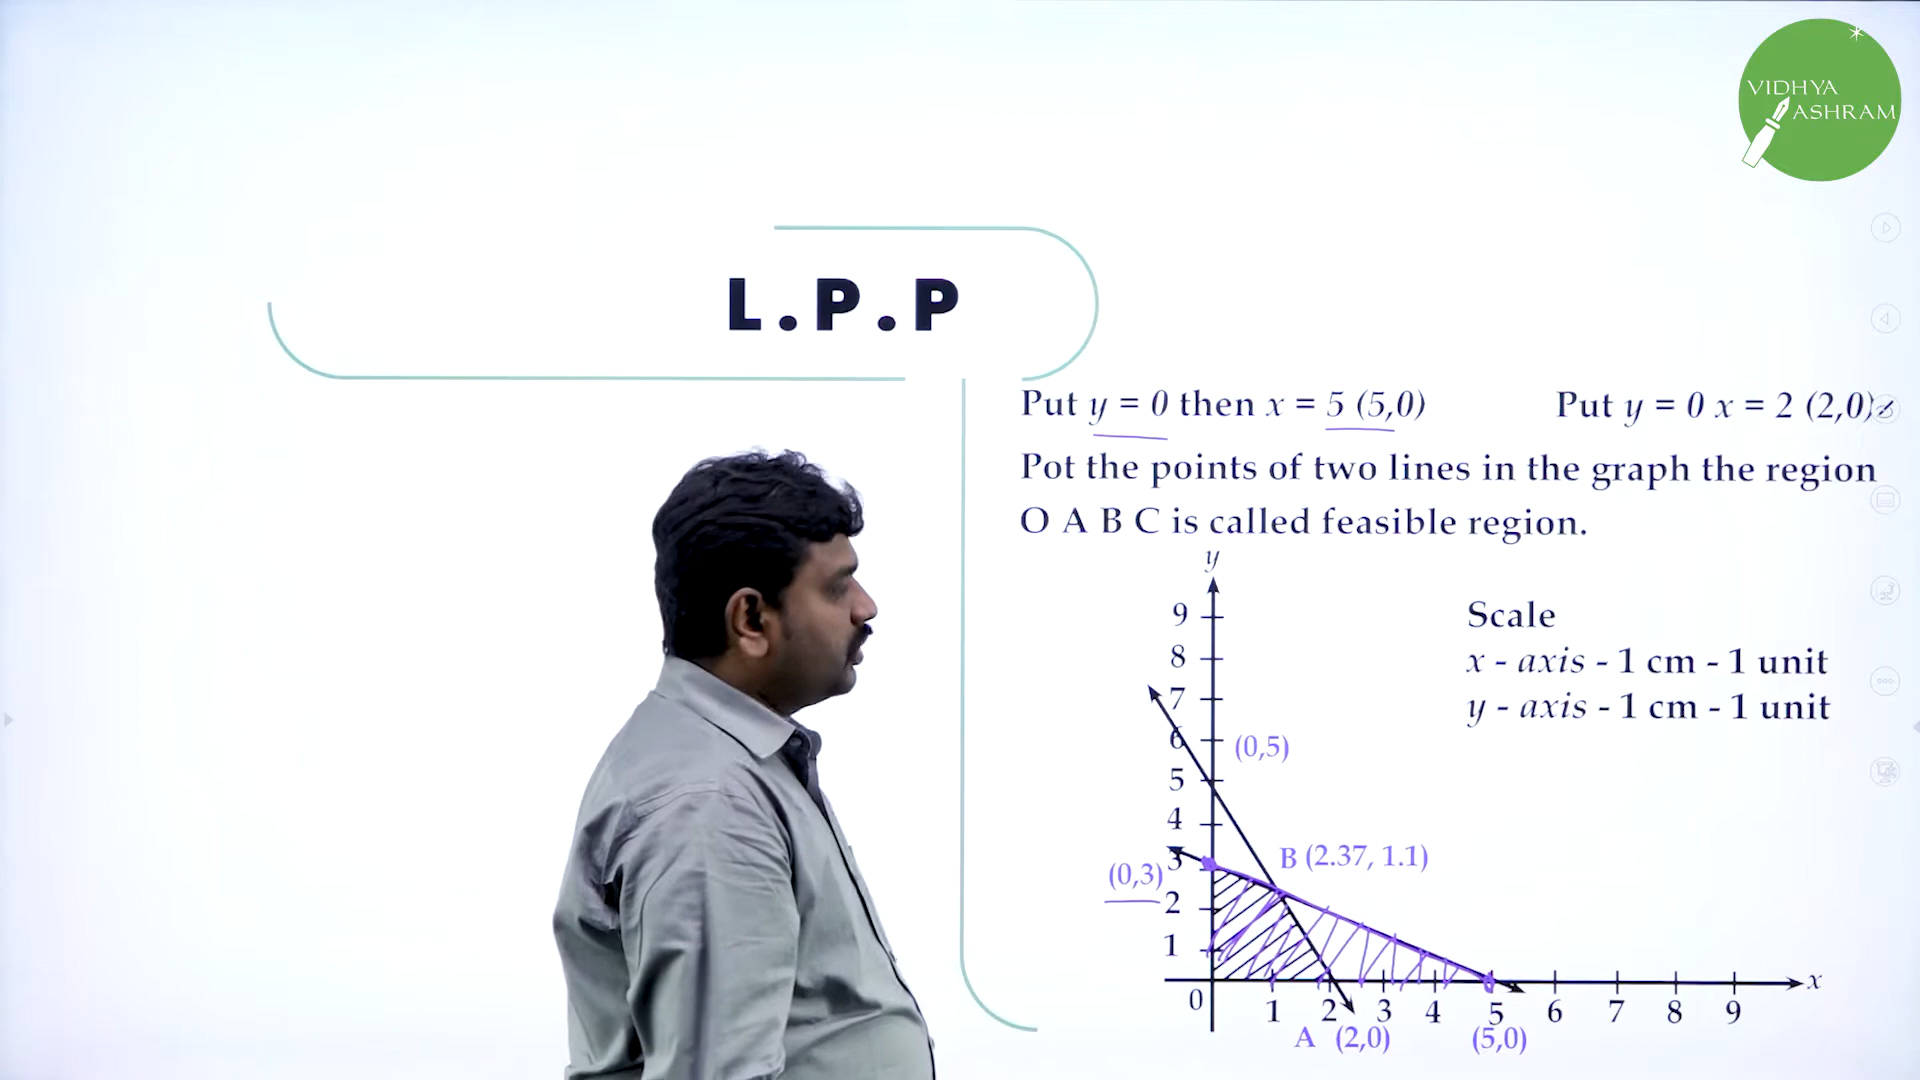 VIDHYA
ASHRAM
L.P.P
Put y = 0 then x = 5 (5,0)
Put y = 0 x = 2 (2,0)
Pot the points of two lines in the graph the region
O A B C is called feasible region.
y
9
8
7
6
5
4
3
2
1
0
1 2 3 4 5 6 7 8 9
x
Scale
x - axis - 1 cm - 1 unit
y - axis - 1 cm - 1 unit
(0,5)
B (2.37, 1.1)
(0,3)
A (2,0)
(5,0)